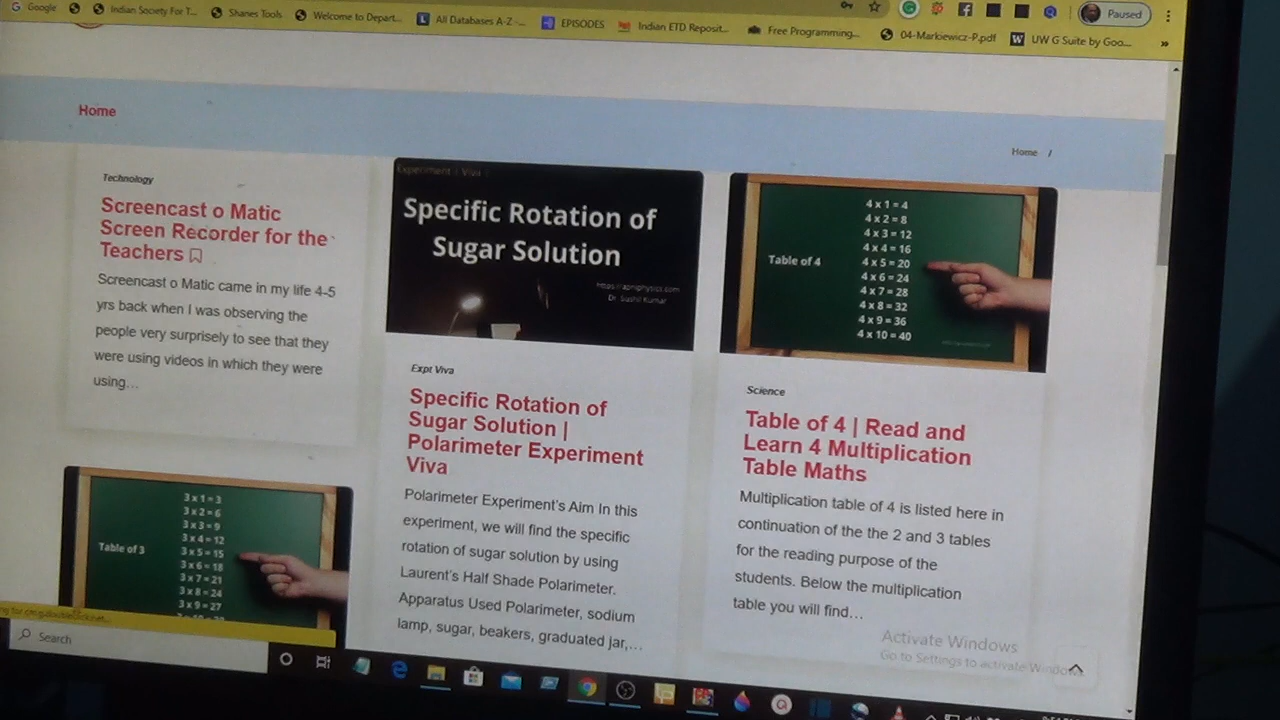 Google
Indian Society For T...
Shanes Tools
Welcome to Depart...
All Databases A-Z -...
EPISODES
Indian ETD Reposit...
Free Programming...
04-Markiewicz-P.pdf
UW G Suite by Goo...
»
Paused
Home
Home /
Technology
Screencast o Matic
Screen Recorder for the
Teachers
Screencast o Matic came in my life 4-5
yrs back when I was observing the
people very surprisely to see that they
were using videos in which they were
using...
Table of 3
3 x 1 = 3
3 x 2 = 6
3 x 3 = 9
3 x 4 = 12
3 x 5 = 15
3 x 6 = 18
3 x 7 = 21
3 x 8 = 24
3 x 9 = 27
Experiment | Viva |
Specific Rotation of
Sugar Solution
https://apniphysics.com
Dr. Sushil Kumar
Expt Viva
Specific Rotation of
Sugar Solution |
Polarimeter Experiment
Viva
Polarimeter Experiment's Aim In this
experiment, we will find the specific
rotation of sugar solution by using
Laurent's Half Shade Polarimeter.
Apparatus Used Polarimeter, sodium
lamp, sugar, beakers, graduated jar,...
Table of 4
4 x 1 = 4
4 x 2 = 8
4 x 3 = 12
4 x 4 = 16
4 x 5 = 20
4 x 6 = 24
4 x 7 = 28
4 x 8 = 32
4 x 9 = 36
4 x 10 = 40
Science
Table of 4 | Read and
Learn 4 Multiplication
Table Maths
Multiplication table of 4 is listed here in
continuation of the the 2 and 3 tables
for the reading purpose of the
students. Below the multiplication
table you will find...
Activate Windows
Go to Settings to activate Windows.
Search